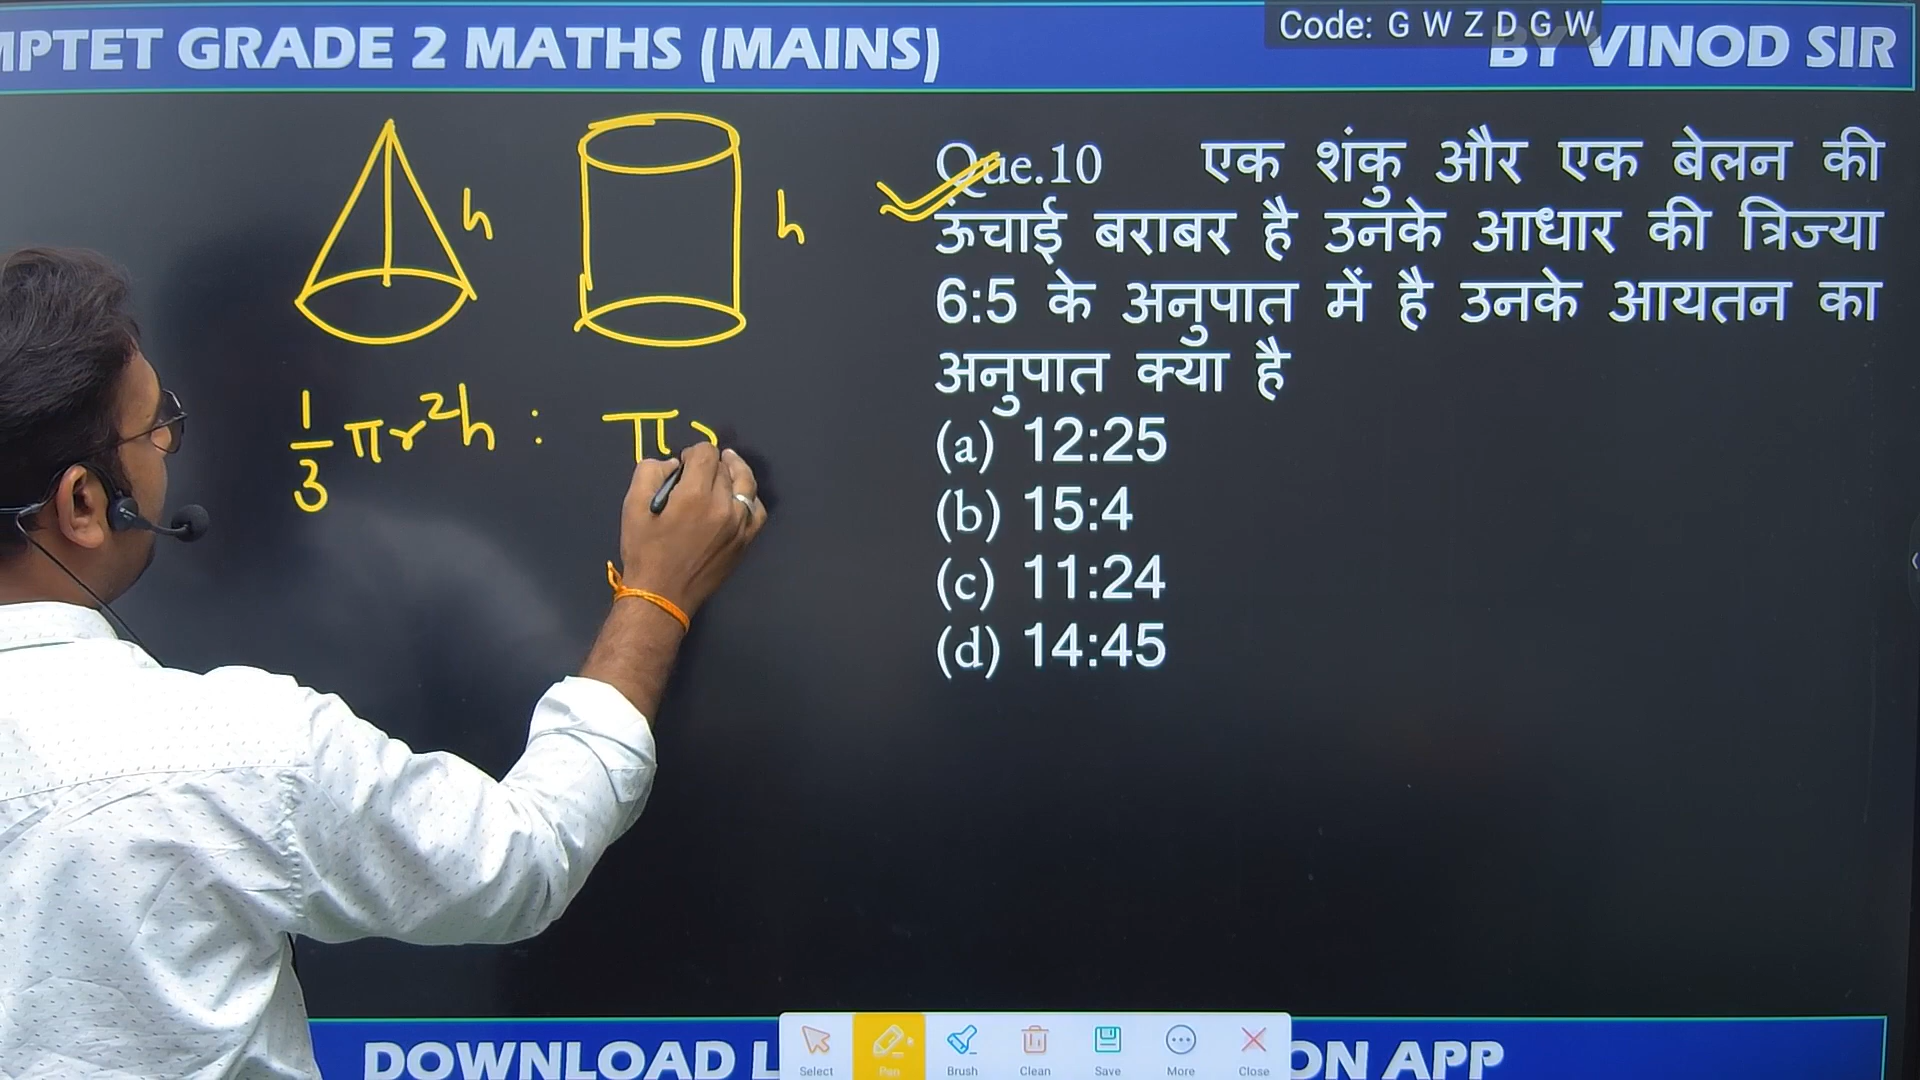 MPTET GRADE 2 MATHS (MAINS)
Code: G W Z D G W
BY VINOD SIR
h
h
1/3 πr²h : π
Que.10 एक शंकु और एक बेलन की
ऊंचाई बराबर है उनके आधार की त्रिज्या
6:5 के अनुपात में है उनके आयतन का
अनुपात क्या है
(a) 12:25
(b) 15:4
(c) 11:24
(d) 14:45
DOWNLOAD
ON APP
Select
Pen
Brush
Clean
Save
More
Close